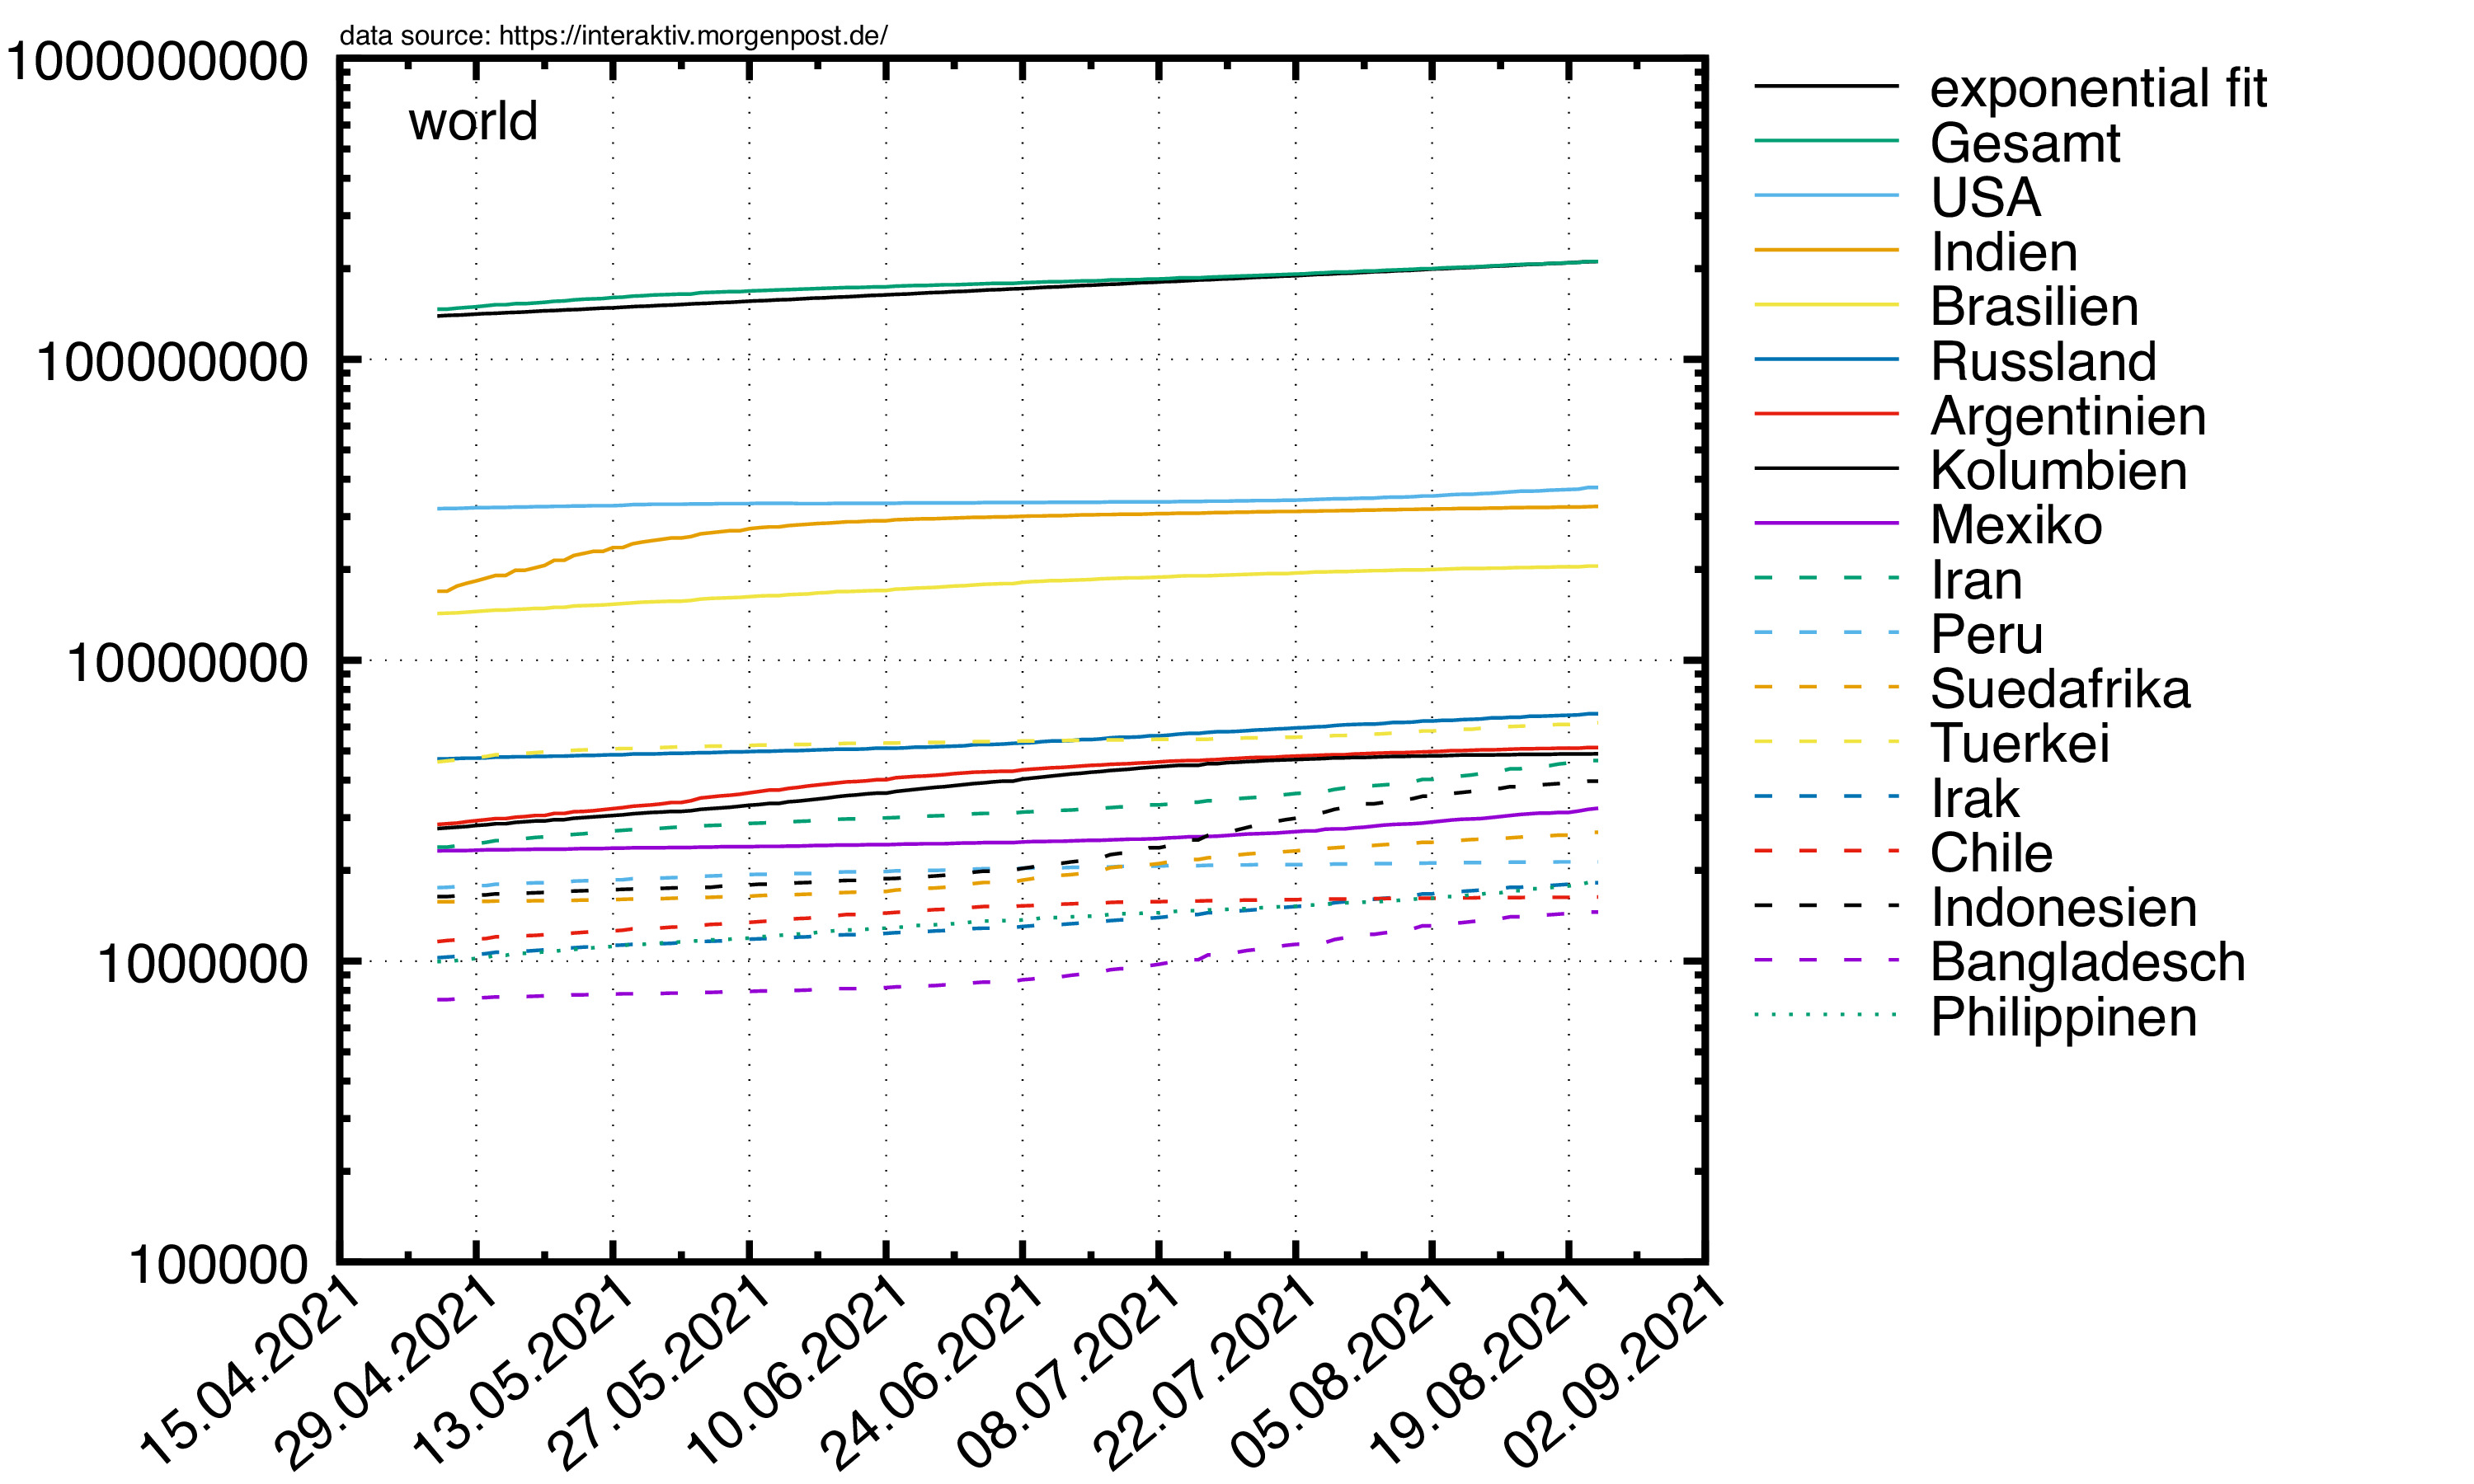 data source: https://interaktiv.morgenpost.de/
world
1000000000
100000000
10000000
1000000
100000
15.04.2021
29.04.2021
13.05.2021
27.05.2021
10.06.2021
24.06.2021
08.07.2021
22.07.2021
05.08.2021
19.08.2021
02.09.2021
exponential fit
Gesamt
USA
Indien
Brasilien
Russland
Argentinien
Kolumbien
Mexiko
Iran
Peru
Suedafrika
Tuerkei
Irak
Chile
Indonesien
Bangladesch
Philippinen